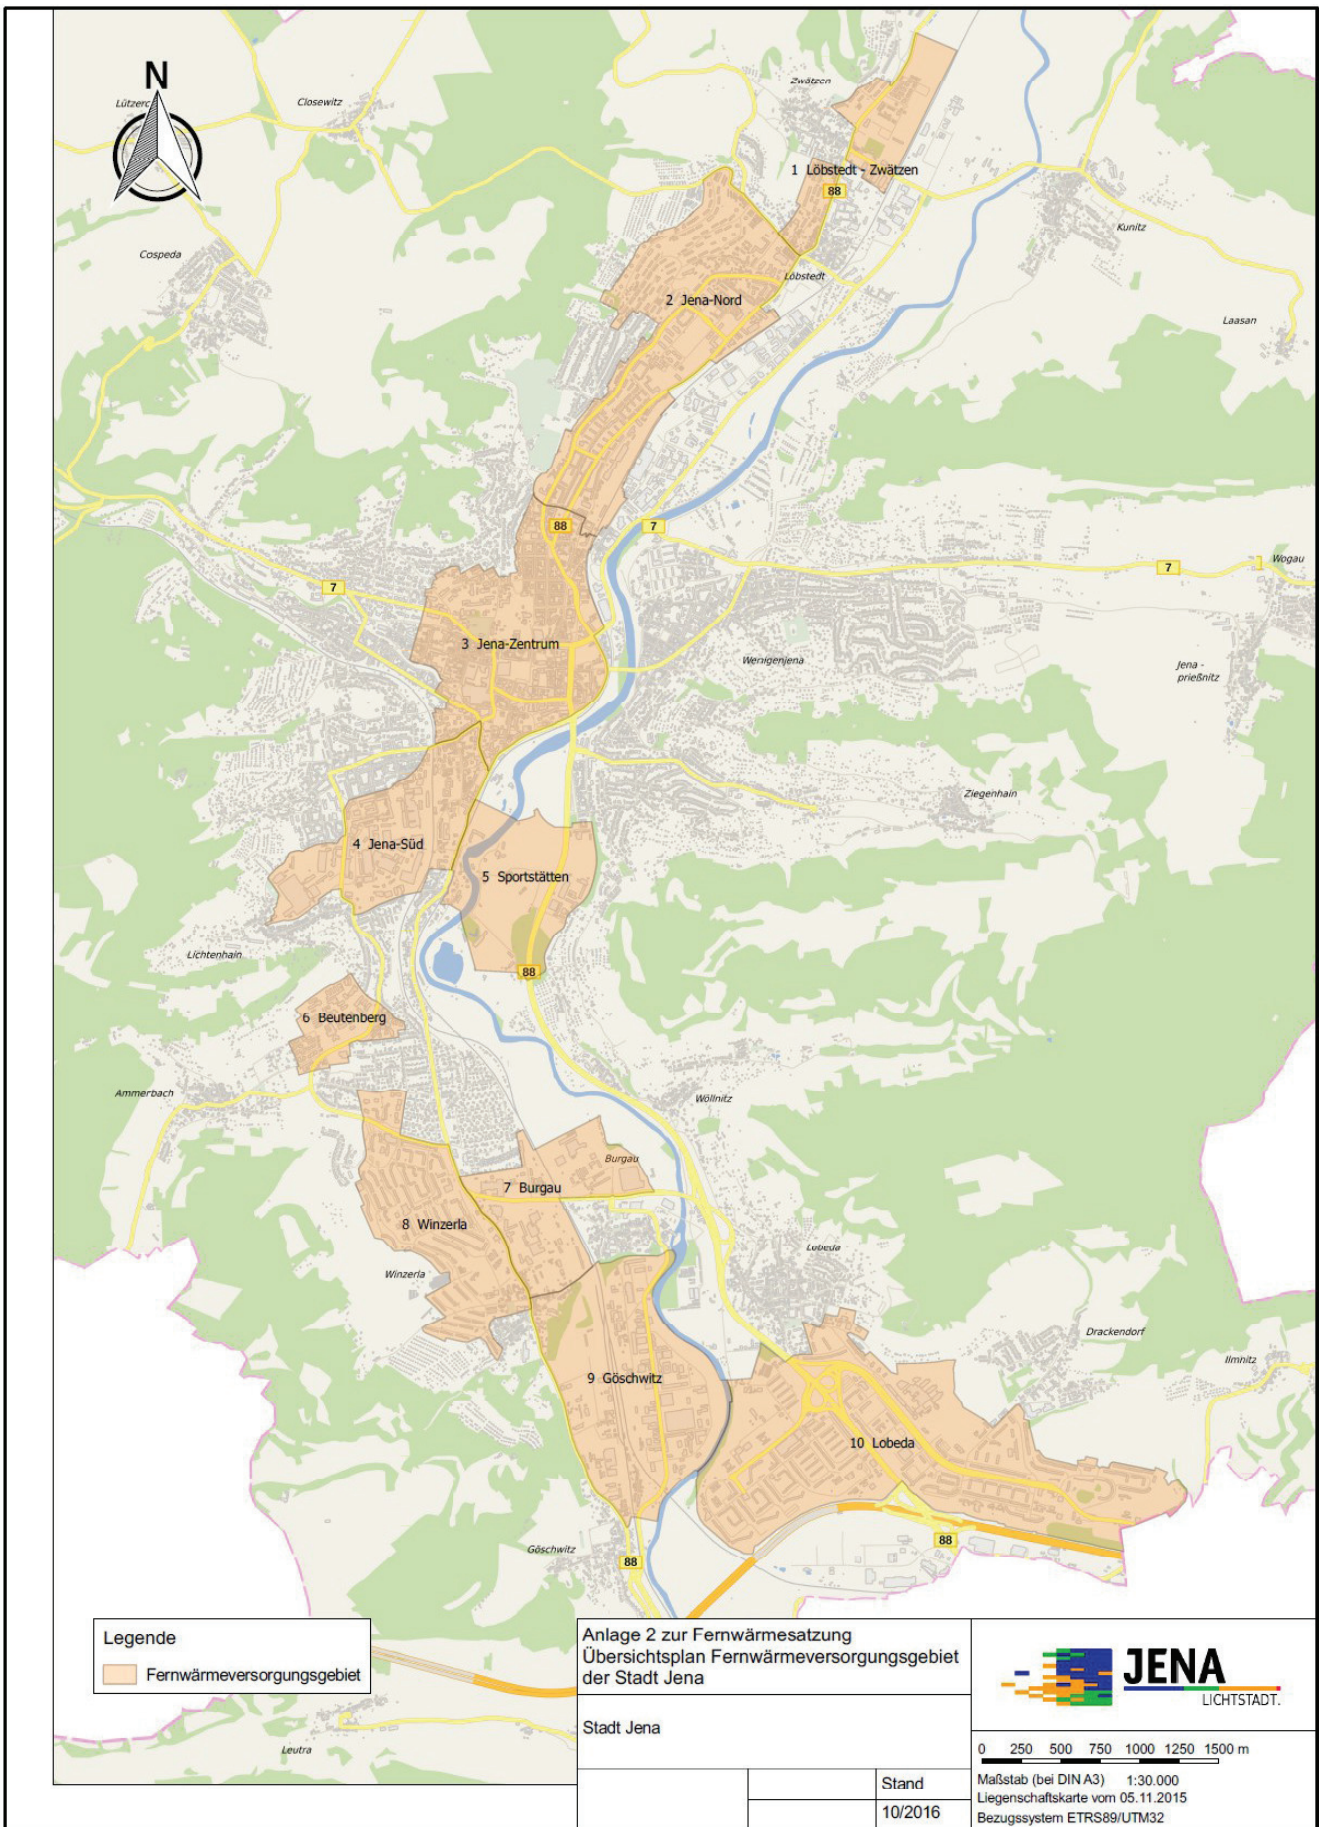 N
Lützero
Closewitz
Zwätzen
1 Löbstedt - Zwätzen
88
Kunitz
Cospeda
Löbstedt
2 Jena-Nord
Laasan
88
7
Wogau
7
7
3 Jena-Zentrum
Wenigenjena
Jena -
prießnitz
Ziegenhain
4 Jena-Süd
5 Sportstätten
Lichtenhain
88
6 Beutenberg
Ammerbach
Wöllnitz
Burgau
7 Burgau
8 Winzerla
Lobeda
Winzerla
Drackendorf
Ilmnitz
9 Göschwitz
10 Lobeda
88
Göschwitz
88
Leutra
Legende
Fernwärmeversorgungsgebiet
Anlage 2 zur Fernwärmesatzung
Übersichtsplan Fernwärmeversorgungsgebiet
der Stadt Jena
Stadt Jena
Stand
10/2016
JENA
LICHTSTADT.
0 250 500 750 1000 1250 1500 m
Maßstab (bei DIN A3) 1:30.000
Liegenschaftskarte vom 05.11.2015
Bezugssystem ETRS89/UTM32